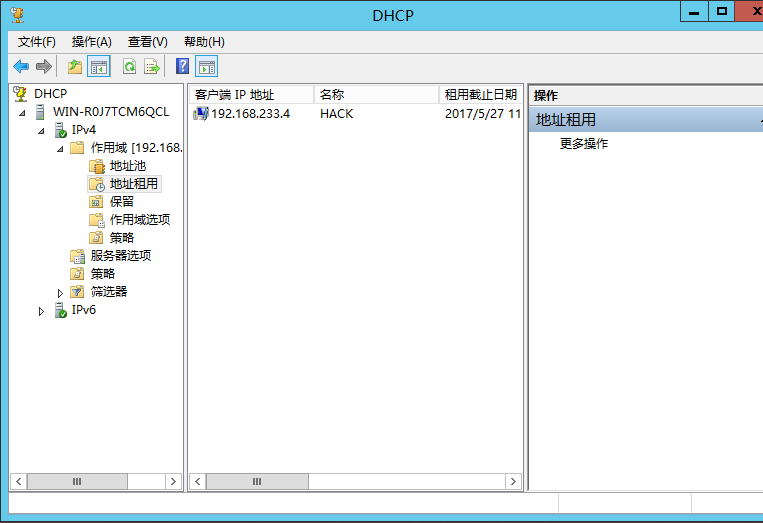 DHCP
文件(F) 操作(A) 查看(V) 帮助(H)
DHCP
WIN-R0J7TCM6QCL
IPv4
作用域 [192.168.
地址池
地址租用
保留
作用域选项
策略
服务器选项
策略
筛选器
IPv6
客户端 IP 地址 名称 租用截止日期
192.168.233.4 HACK 2017/5/27 11
操作
地址租用
更多操作